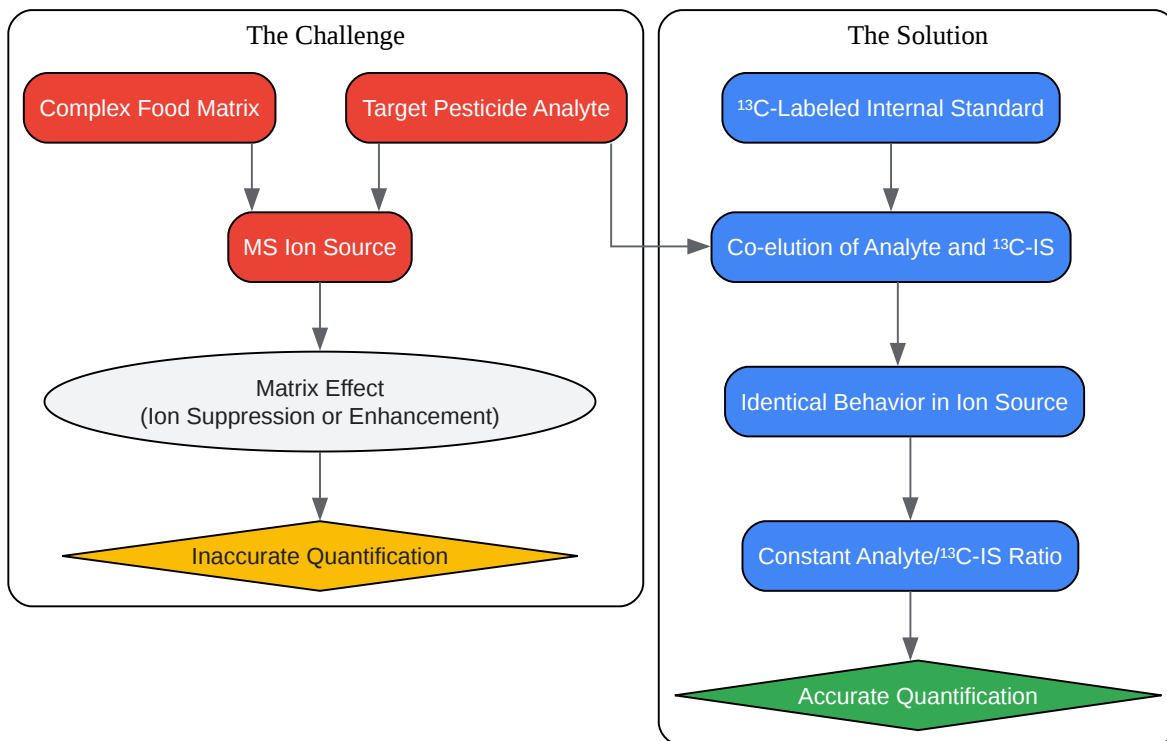 The Challenge
Complex Food Matrix
Target Pesticide Analyte
MS Ion Source
Matrix Effect
(Ion Suppression or Enhancement)
Inaccurate Quantification
The Solution
¹³C-Labeled Internal Standard
Co-elution of Analyte and ¹³C-IS
Identical Behavior in Ion Source
Constant Analyte/¹³C-IS Ratio
Accurate Quantification